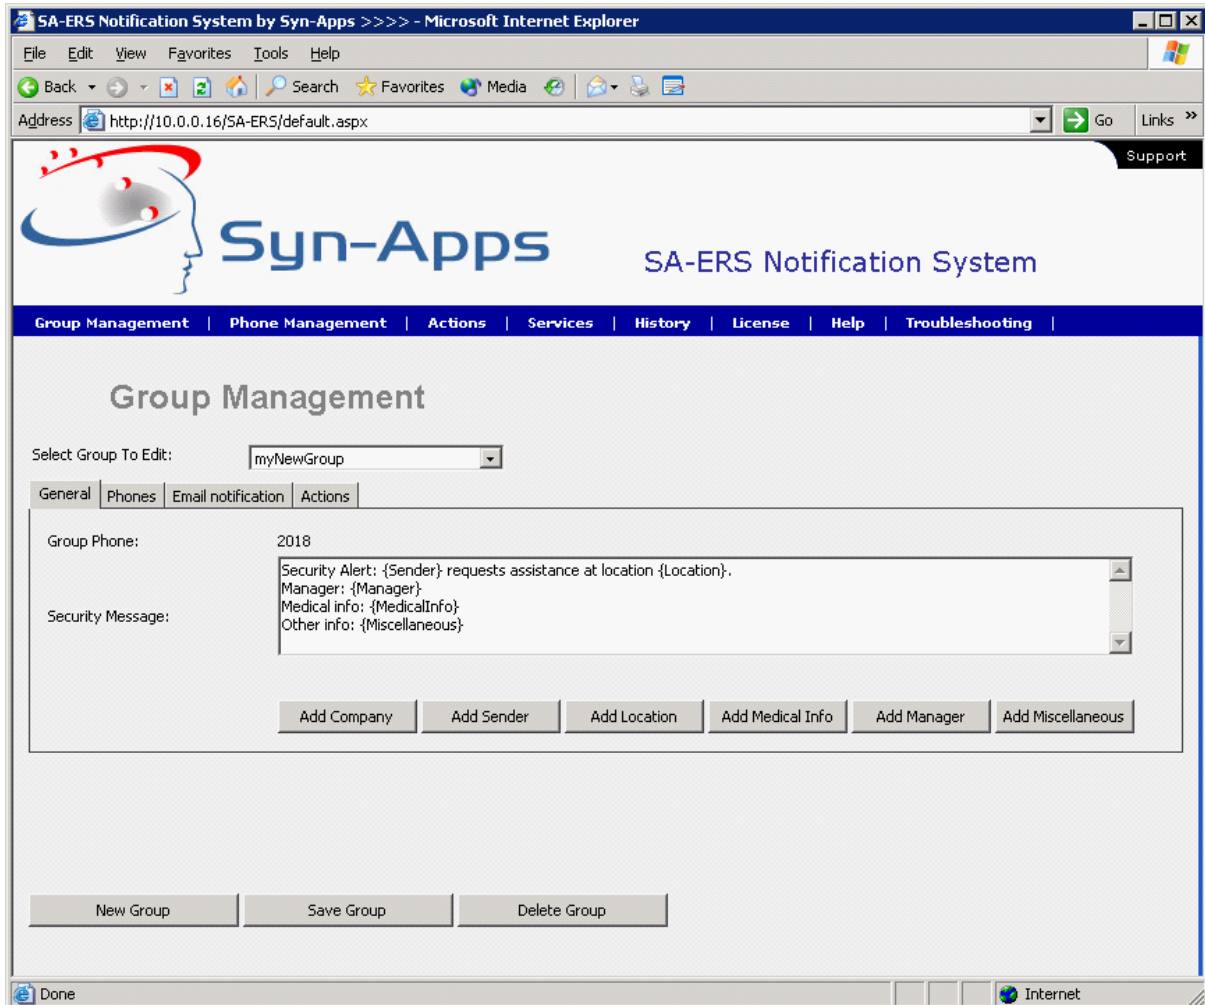 SA-ERS Notification System by Syn-Apps >>>> - Microsoft Internet Explorer
File Edit View Favorites Tools Help
Back Search Favorites Media
Address http://10.0.0.16/SA-ERS/default.aspx Go Links »
Support
Syn-Apps
SA-ERS Notification System
Group Management | Phone Management | Actions | Services | History | License | Help | Troubleshooting |
Group Management
Select Group To Edit: myNewGroup
General Phones Email notification Actions
Group Phone: 2018
Security Alert: {Sender} requests assistance at location {Location}.
Manager: {Manager}
Medical info: {MedicalInfo}
Security Message:
Other info: {Miscellaneous}
Add Company Add Sender Add Location Add Medical Info Add Manager Add Miscellaneous
New Group Save Group Delete Group
Done Internet